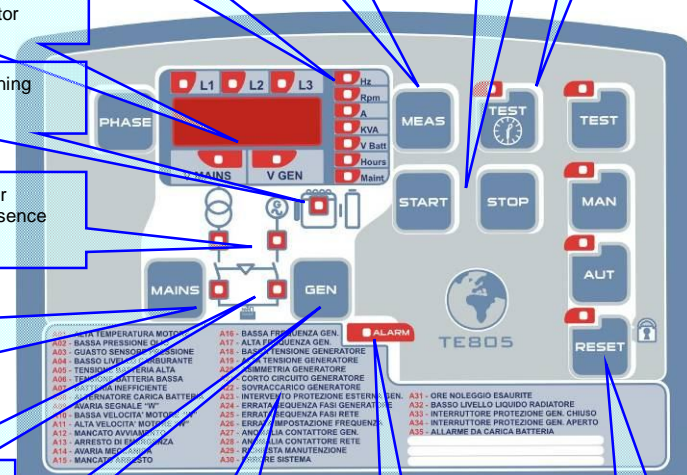 tor
ning
r
sence
L1 L2 L3
Hz
Rpm
A
KVA
V Batt
Hours
Maint.
V MAINS V GEN
PHASE
MEAS
TEST
TEST
START
STOP
MAN
G
MAINS
GEN
AUT
ALARM
TE805
RESET
A01 - ALTA TEMPERATURA MOTORE
A02 - BASSA PRESSIONE OLIO
A03 - GUASTO SENSORE PRESSIONE
A04 - BASSO LIVELLO CARBURANTE
A05 - TENSIONE BATTERIA ALTA
A06 - TENSIONE BATTERIA BASSA
A07 - BATTERIA INEFFICIENTE
A08 - ALTERNATORE CARICA BATTERIA
A09 - AVARIA SEGNALE "W"
A10 - BASSA VELOCITA' MOTORE "W"
A11 - ALTA VELOCITA' MOTORE "W"
A12 - MANCATO AVVIAMENTO
A13 - ARRESTO DI EMERGENZA
A14 - AVARIA MECCANICA
A15 - MANCATO ARRESTO
A16 - BASSA FREQUENZA GEN.
A17 - ALTA FREQUENZA GEN.
A18 - BASSA TENSIONE GENERATORE
A19 - ALTA TENSIONE GENERATORE
A20 - ASIMMETRIA GENERATORE
A21 - CORTO CIRCUITO GENERATORE
A22 - SOVRACCARICO GENERATORE
A23 - INTERVENTO PROTEZIONE ESTERNA GEN.
A24 - ERRATA SEQUENZA FASI GENERATORE
A25 - ERRATA SEQUENZA FASI RETE
A26 - ERRATA IMPOSTAZIONE FREQUENZA
A27 - ANOMALIA CONTATTORE GEN.
A28 - ANOMALIA CONTATTORE RETE
A29 - RICHIESTA MANUTENZIONE
A30 - ERRORE SISTEMA
A31 - ORE NOLEGGIO ESAURITE
A32 - BASSO LIVELLO LIQUIDO RADIATORE
A33 - INTERRUTTORE PROTEZIONE GEN. CHIUSO
A34 - INTERRUTTORE PROTEZIONE GEN. APERTO
A35 - ALLARME DA CARICA BATTERIA